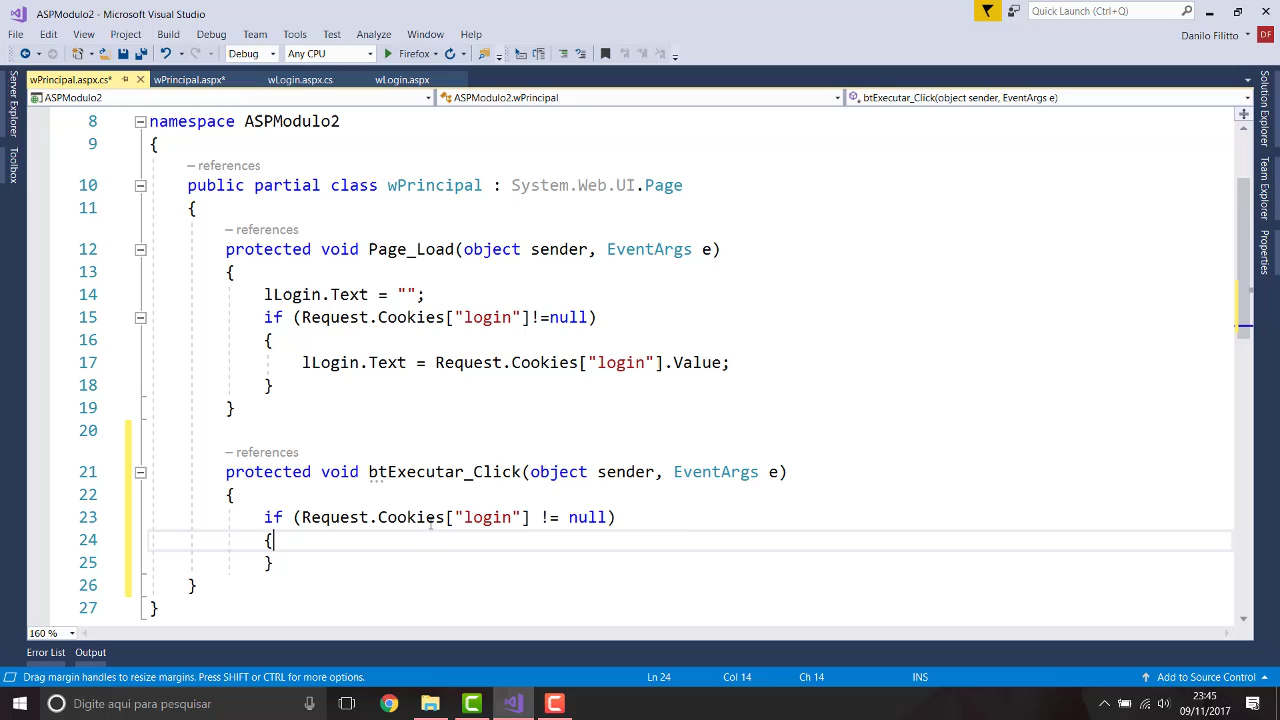 ASPModulo2 - Microsoft Visual Studio
Quick Launch (Ctrl+Q)
File Edit View Project Build Debug Team Tools Test Analyze Window Help
Danilo Filitto DF
Debug Any CPU Firefox
wPrincipal.aspx.cs* wPrincipal.aspx* wLogin.aspx.cs wLogin.aspx
ASPModulo2 ASPModulo2.wPrincipal btExecutar_Click(object sender, EventArgs e)
Server Explorer
Toolbox
Solution Explorer
Team Explorer
Properties
8 namespace ASPModulo2
9 {
– references
10 public partial class wPrincipal : System.Web.UI.Page
11 {
– references
12 protected void Page_Load(object sender, EventArgs e)
13 {
14 lLogin.Text = "";
15 if (Request.Cookies["login"]!=null)
16 {
17 lLogin.Text = Request.Cookies["login"].Value;
18 }
19 }
20
– references
21 protected void btExecutar_Click(object sender, EventArgs e)
22 {
23 if (Request.Cookies["login"] != null)
24 {
25 }
26 }
27 }
160 %
Error List Output
Drag margin handles to resize margins. Press SHIFT or CTRL for more options. Ln 24 Col 14 Ch 14 INS Add to Source Control
Digite aqui para pesquisar
23:45
09/11/2017